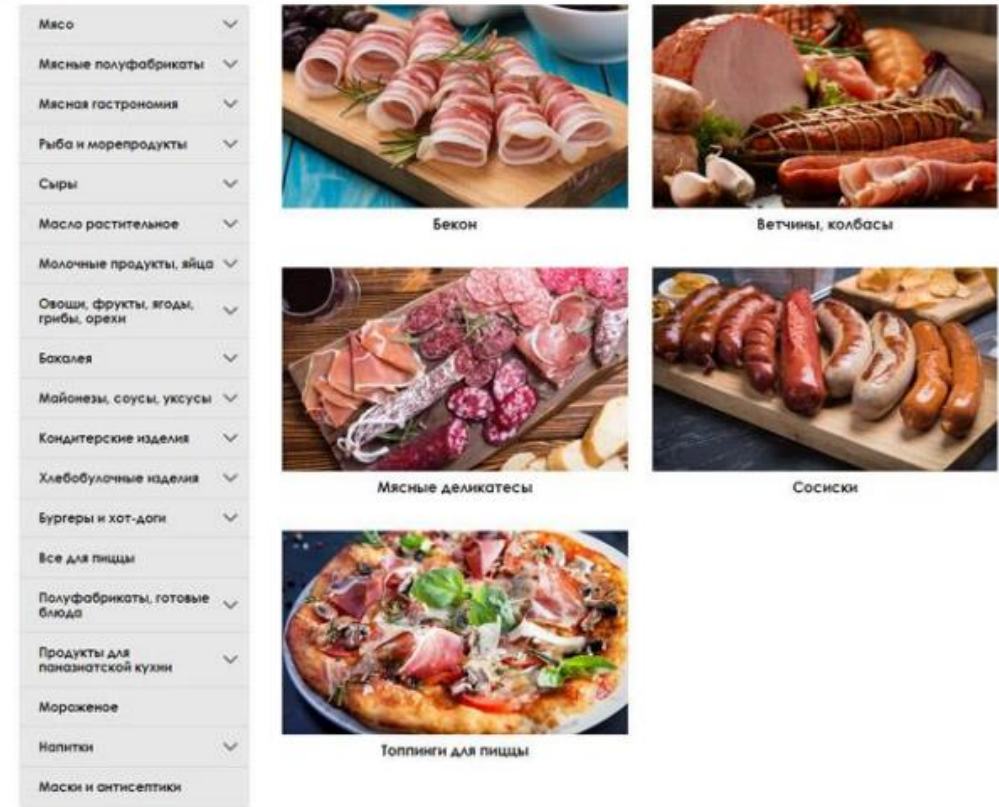 Мясо
Мясные полуфабрикаты
Мясная гастрономия
Рыба и морепродукты
Сыры
Масло растительное
Молочные продукты, яйца
Овощи, фрукты, ягоды,
грибы, орехи
Бакалея
Майонезы, соусы, уксусы
Кондитерские изделия
Хлебобулочные изделия
Бургеры и хот-доги
Все для пиццы
Полуфабрикаты, готовые
блюда
Продукты для
паназиатской кухни
Мороженое
Напитки
Маски и антисептики
Бекон
Ветчины, колбасы
Мясные деликатесы
Сосиски
Топпинги для пиццы